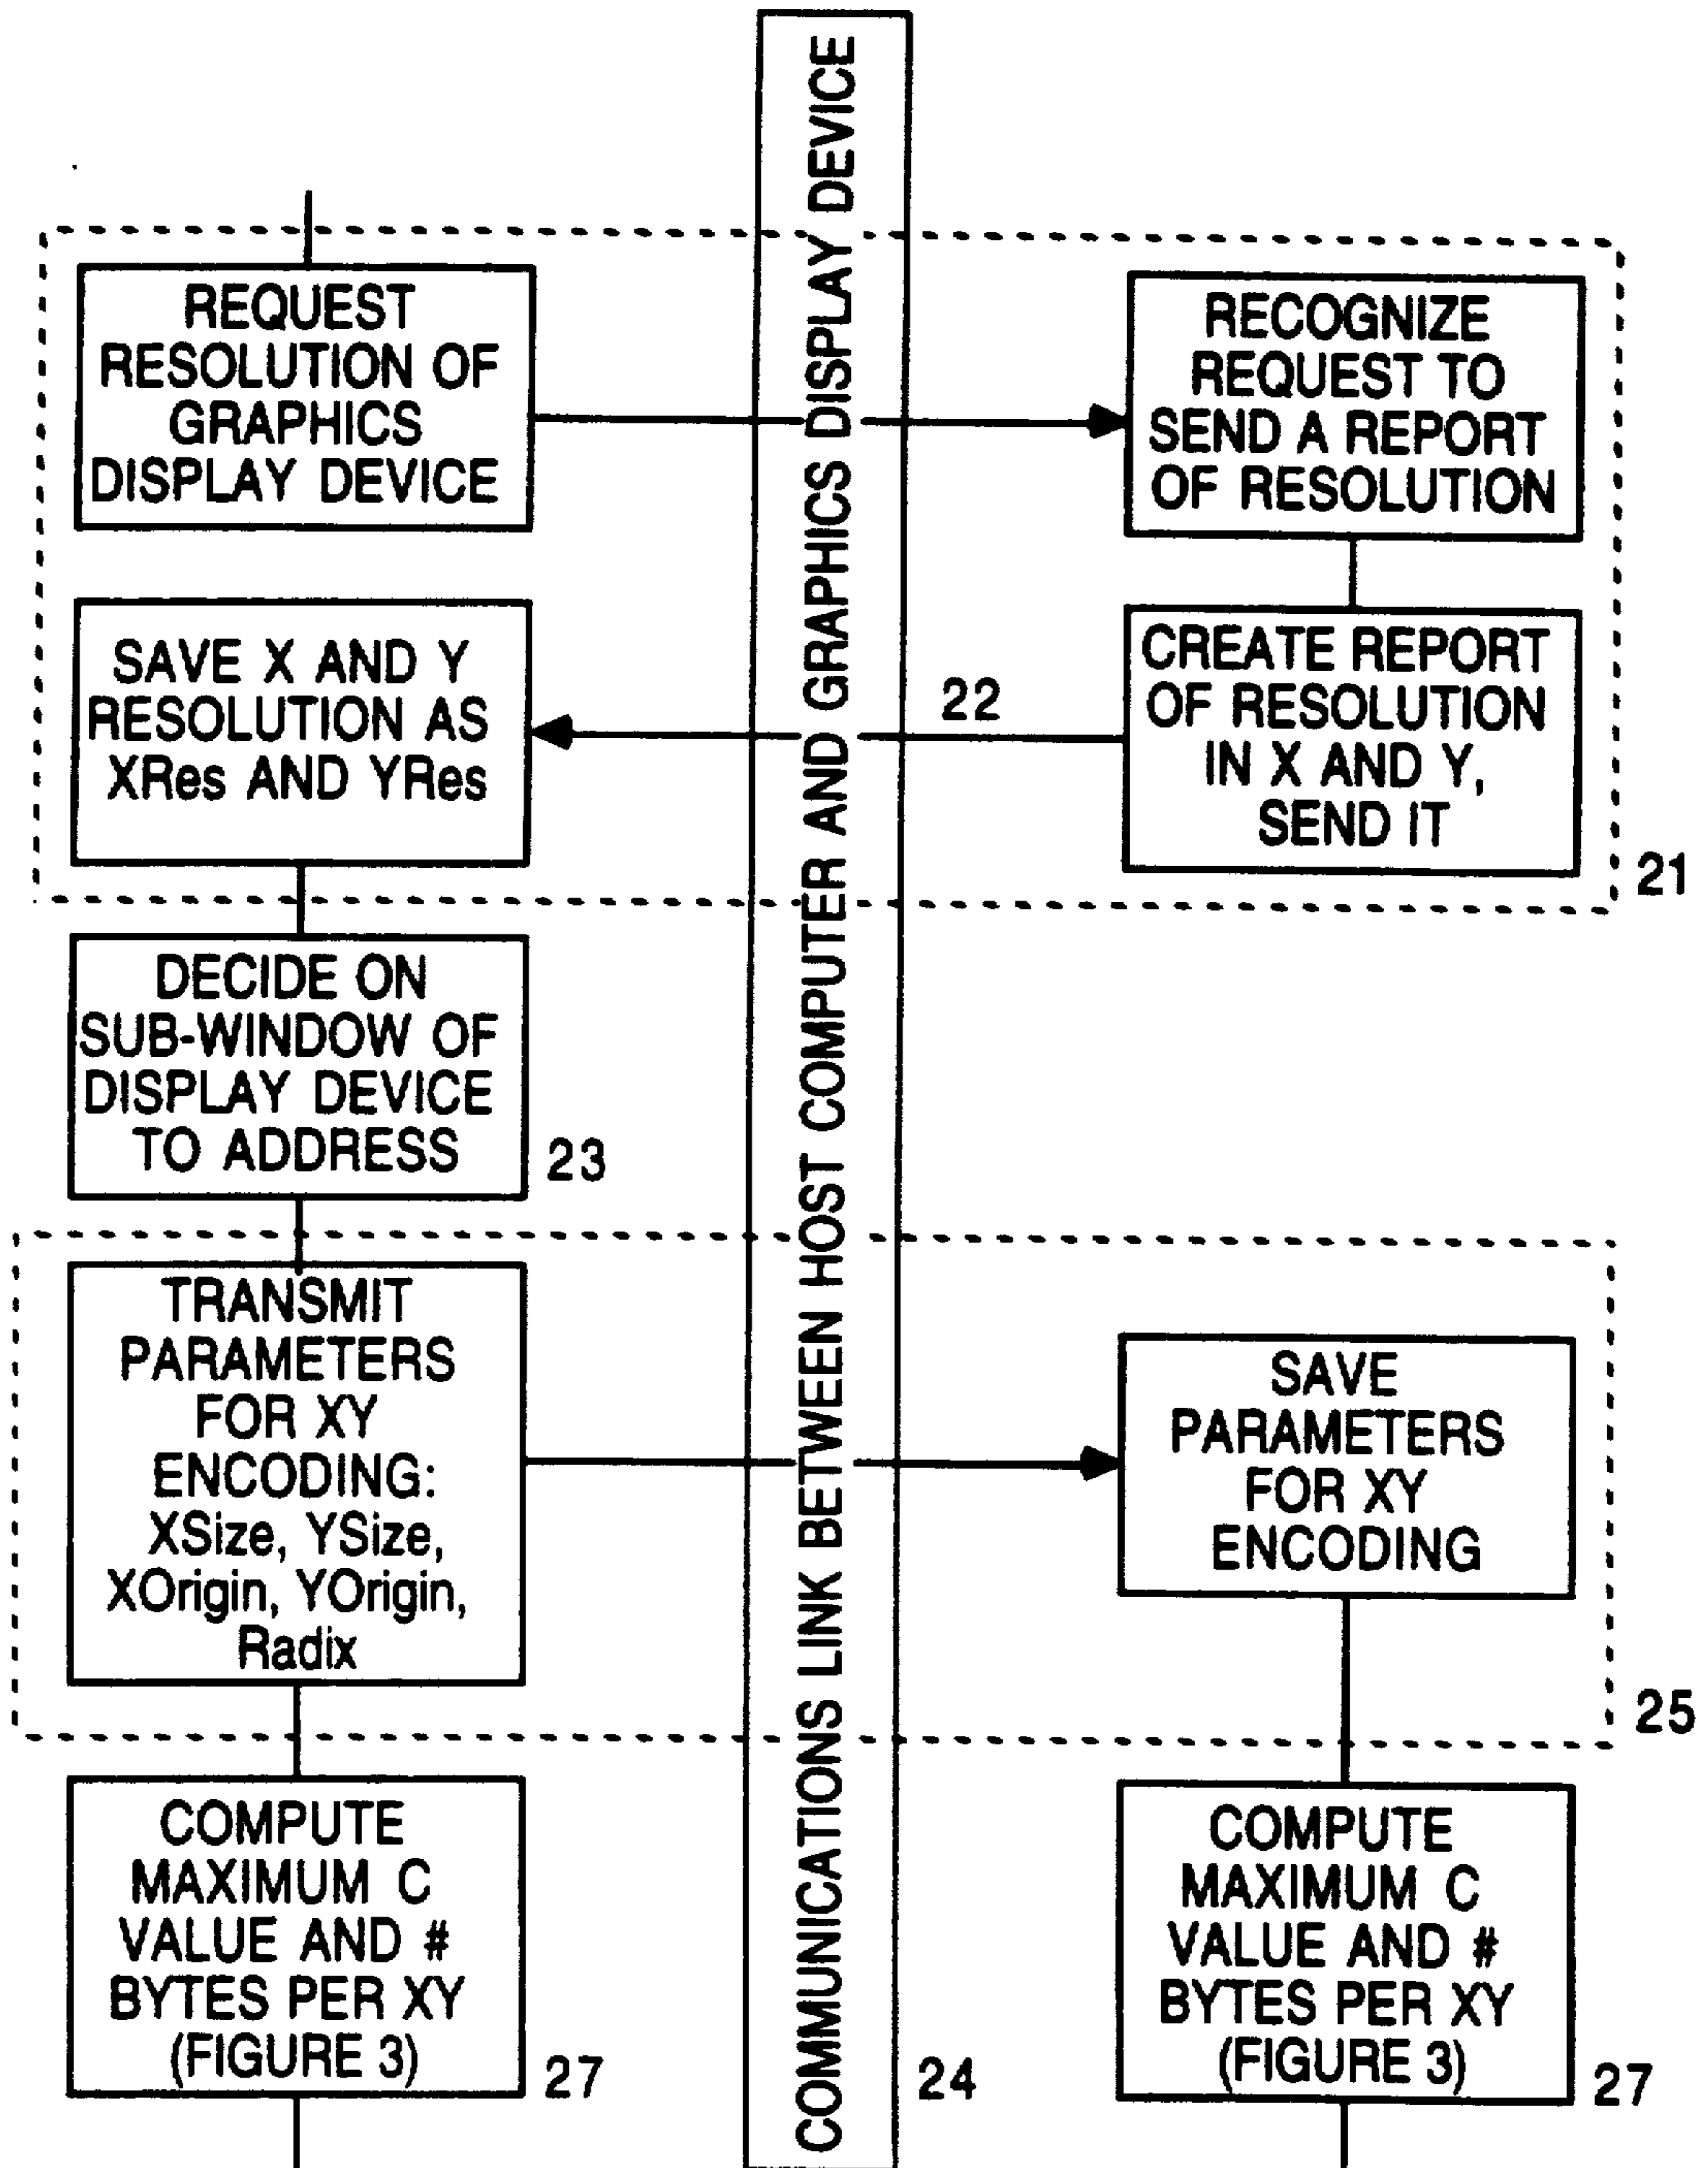 REQUEST
RESOLUTION OF
GRAPHICS
DISPLAY DEVICE
RECOGNIZE
REQUEST TO
SEND A REPORT
OF RESOLUTION
SAVE X AND Y
RESOLUTION AS
XRes AND YRes
22
CREATE REPORT
OF RESOLUTION
IN X AND Y,
SEND IT
21
DECIDE ON
SUB-WINDOW OF
DISPLAY DEVICE
TO ADDRESS
23
COMMUNICATIONS LINK BETWEEN HOST COMPUTER AND GRAPHICS DISPLAY DEVICE
TRANSMIT
PARAMETERS
FOR XY
ENCODING:
XSize, YSize,
XOrigin, YOrigin,
Radix
SAVE
PARAMETERS
FOR XY
ENCODING
25
COMPUTE
MAXIMUM C
VALUE AND #
BYTES PER XY
(FIGURE 3)
27
24
COMPUTE
MAXIMUM C
VALUE AND #
BYTES PER XY
(FIGURE 3)
27